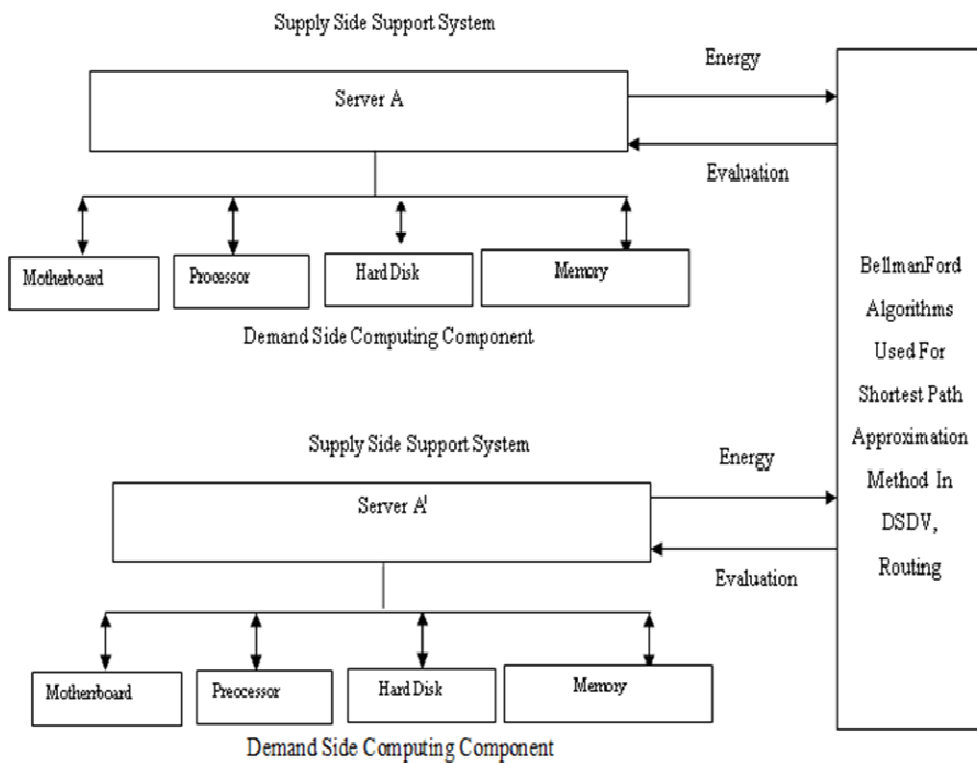 Supply Side Support System
Energy
Server A
Evaluation
Motherboard
Processor
Hard Disk
Memory
Demand Side Computing Component
BellmanFord
Algorithms
Used For
Shortest Path
Approximation
Method In
DSDV,
Routing
Supply Side Support System
Energy
Server A'
Evaluation
Motherboard
Preocessor
Hard Disk
Memory
Demand Side Computing Component